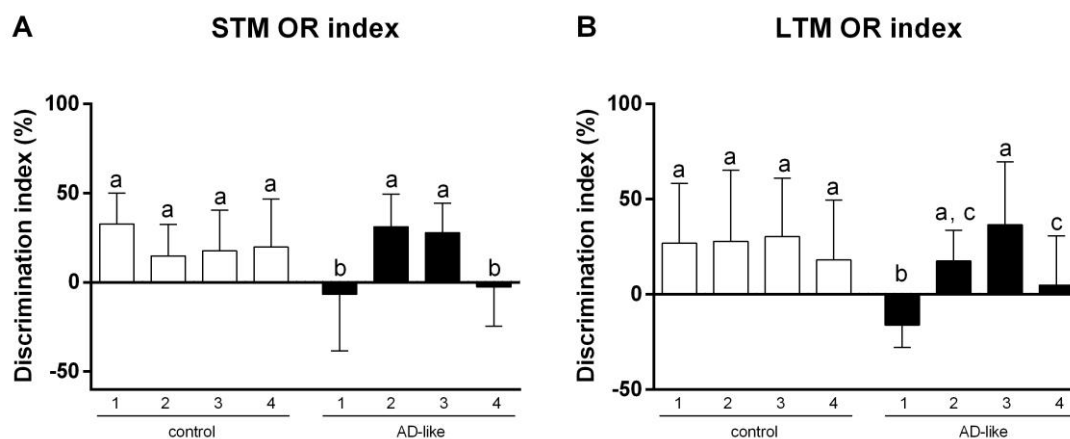 A STM OR index
Discrimination index (%)
100
50
0
-50
a a a a b a a b
1 2 3 4 1 2 3 4
control AD-like
B LTM OR index
Discrimination index (%)
100
50
0
-50
a a a a b a, c a c
1 2 3 4 1 2 3 4
control AD-like